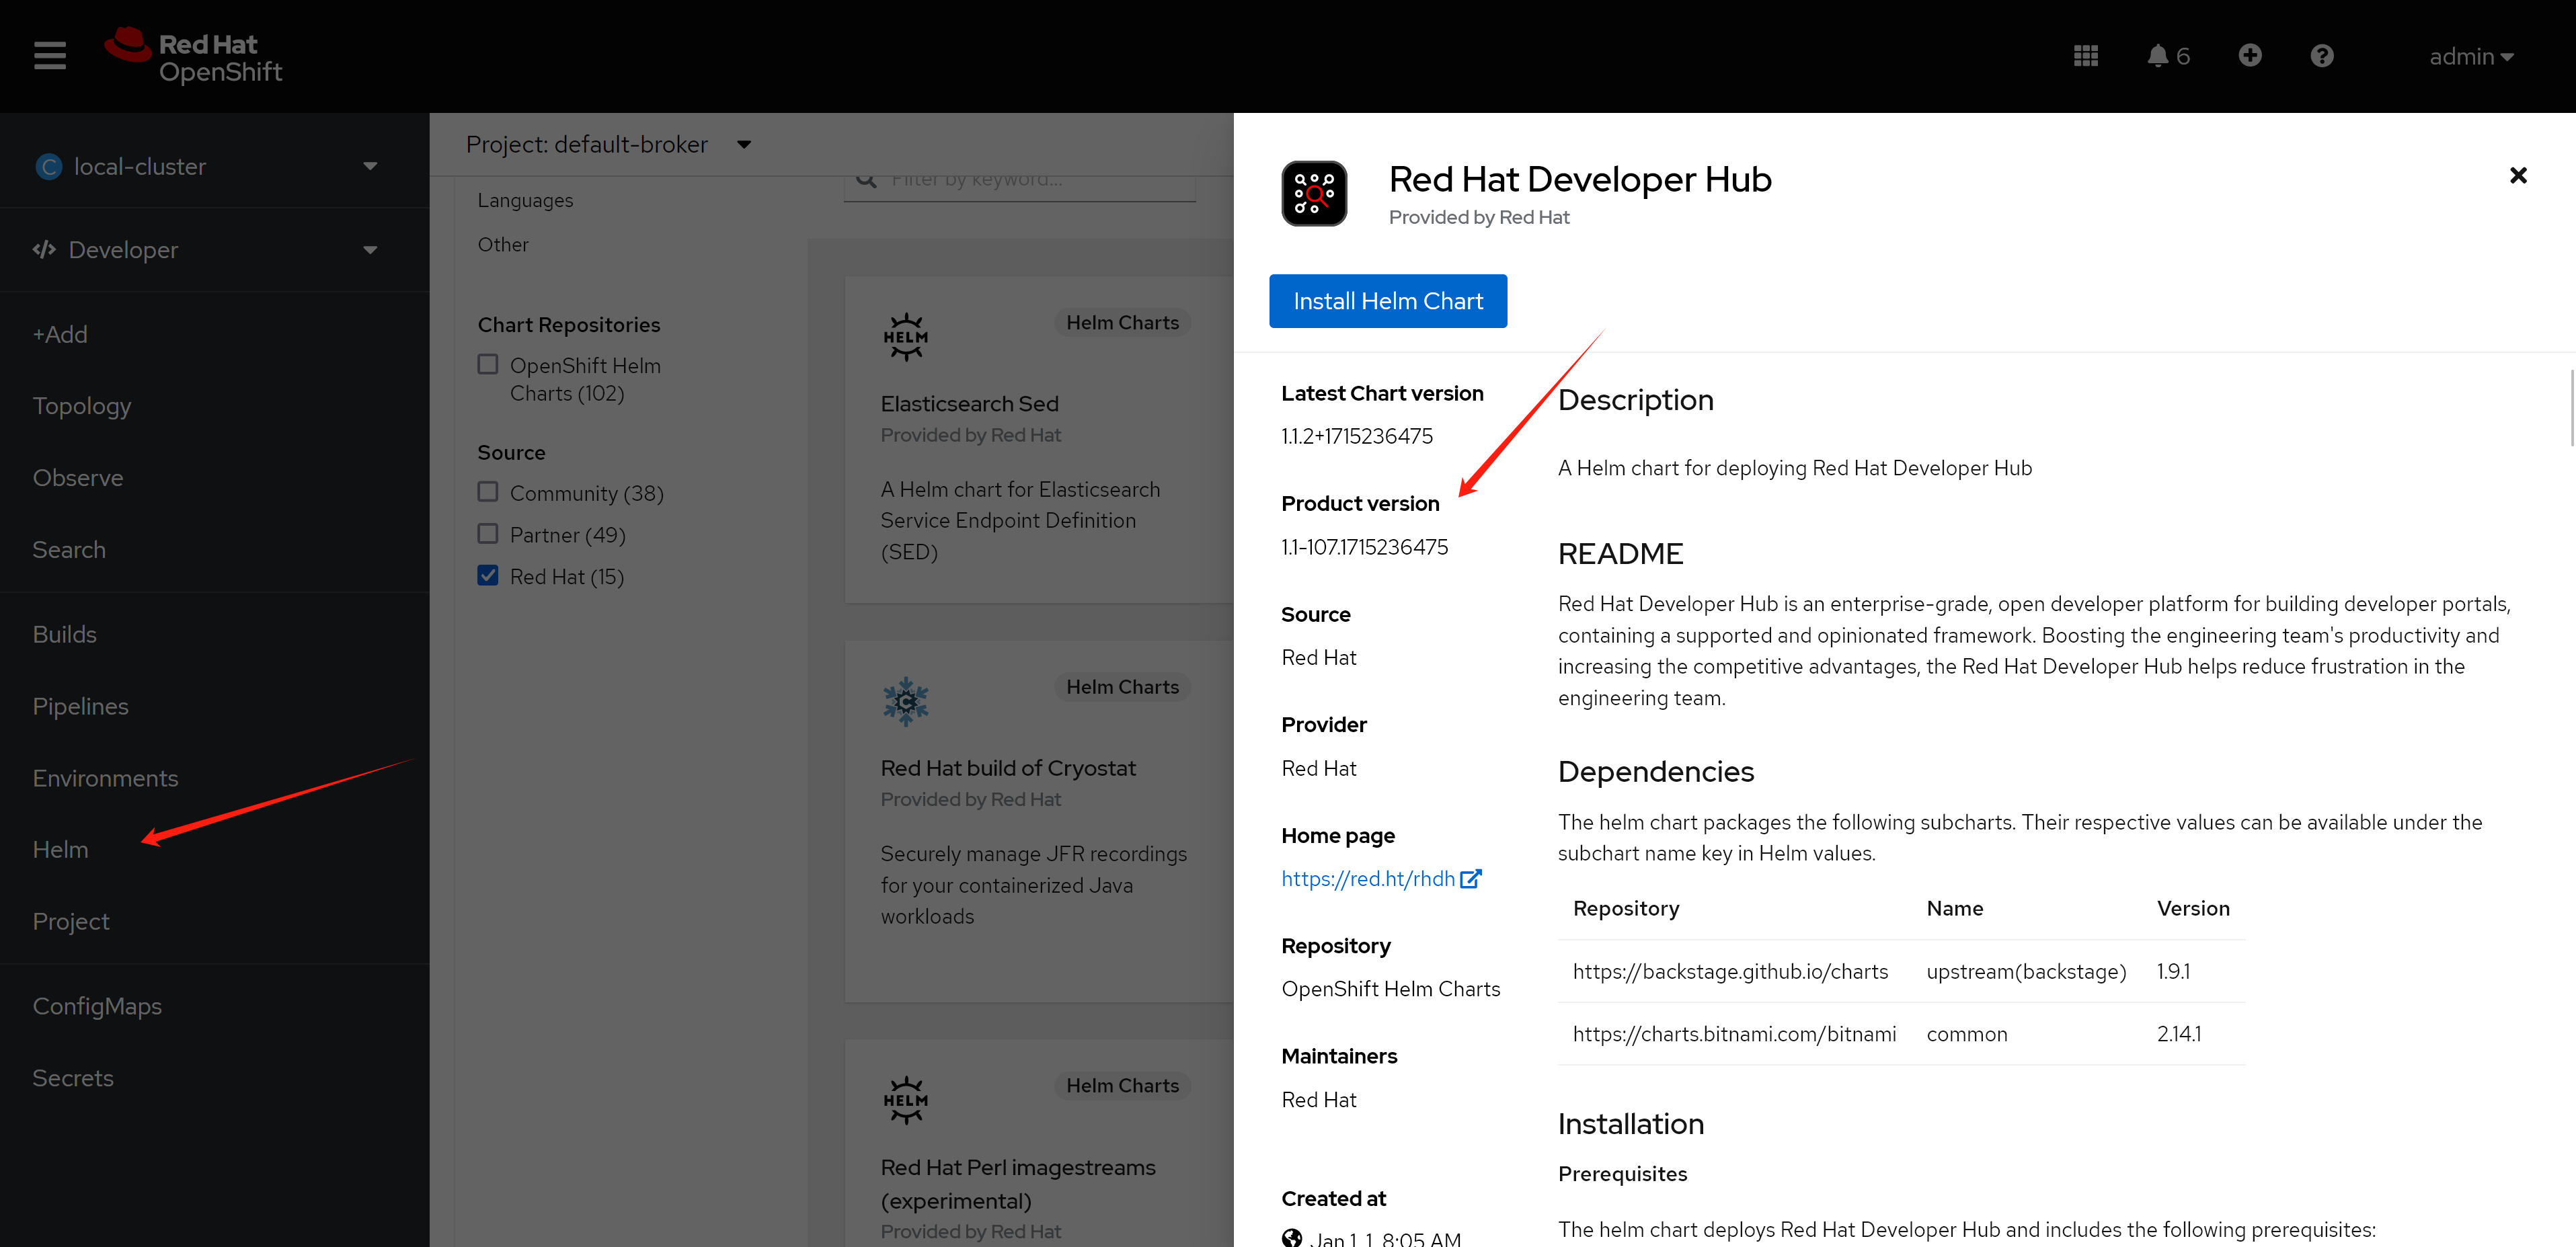 Red Hat
OpenShift
6
admin
C local-cluster
Developer
+Add
Topology
Observe
Search
Builds
Pipelines
Environments
Helm
Project
ConfigMaps
Secrets
Project: default-broker
Filter by keyword...
Languages
Other
Chart Repositories
OpenShift Helm
Charts (102)
Source
Community (38)
Partner (49)
Red Hat (15)
HELM
Helm Charts
Elasticsearch Sed
Provided by Red Hat
A Helm chart for Elasticsearch
Service Endpoint Definition
(SED)
C
Helm Charts
Red Hat build of Cryostat
Provided by Red Hat
Securely manage JFR recordings
for your containerized Java
workloads
HELM
Helm Charts
Red Hat Perl imagestreams
(experimental)
Provided by Red Hat
Red Hat Developer Hub
Provided by Red Hat
Install Helm Chart
Latest Chart version
1.1.2+1715236475
Product version
1.1-107.1715236475
Source
Red Hat
Provider
Red Hat
Home page
https://red.ht/rhdh
Repository
OpenShift Helm Charts
Maintainers
Red Hat
Created at
Jan 1, 1, 8:05 AM
Description
A Helm chart for deploying Red Hat Developer Hub
README
Red Hat Developer Hub is an enterprise-grade, open developer platform for building developer portals,
containing a supported and opinionated framework. Boosting the engineering team's productivity and
increasing the competitive advantages, the Red Hat Developer Hub helps reduce frustration in the
engineering team.
Dependencies
The helm chart packages the following subcharts. Their respective values can be available under the
subchart name key in Helm values.
Repository Name Version
https://backstage.github.io/charts upstream(backstage) 1.9.1
https://charts.bitnami.com/bitnami common 2.14.1
Installation
Prerequisites
The helm chart deploys Red Hat Developer Hub and includes the following prerequisites: